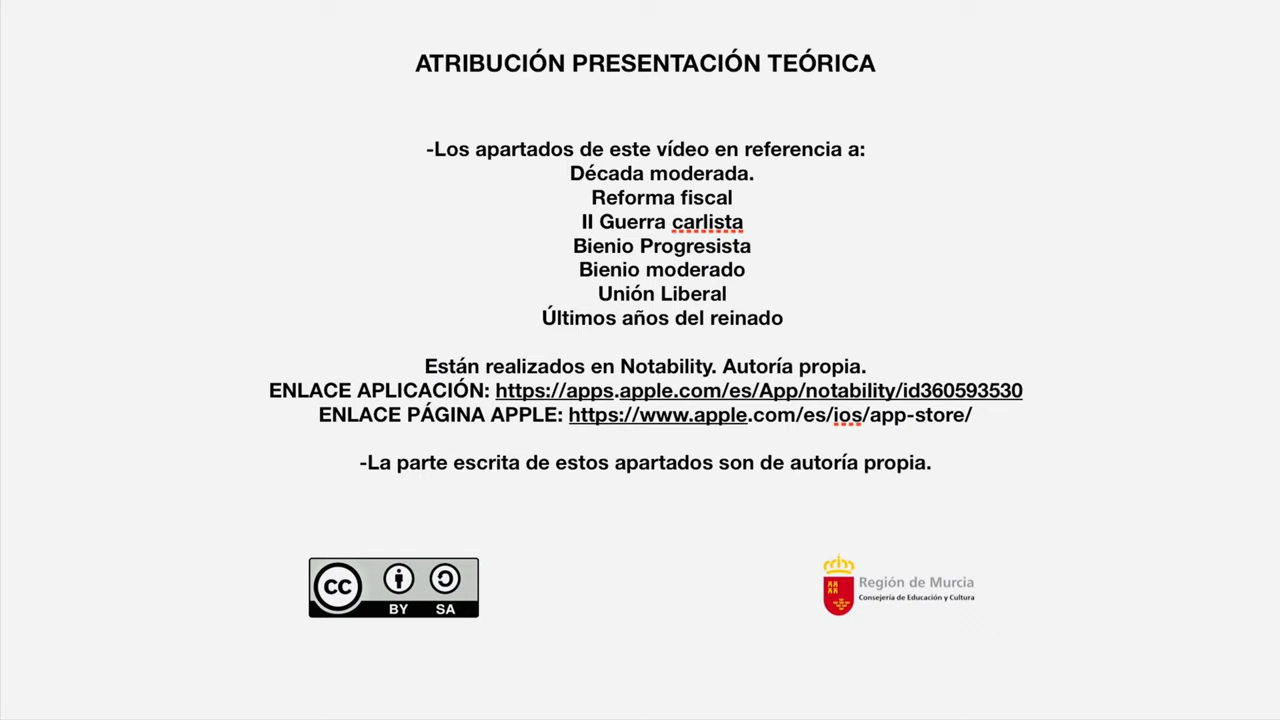 ATRIBUCIÓN PRESENTACIÓN TEÓRICA
-Los apartados de este vídeo en referencia a:
Década moderada.
Reforma fiscal
II Guerra carlista
Bienio Progresista
Bienio moderado
Unión Liberal
Últimos años del reinado
Están realizados en Notability. Autoría propia.
ENLACE APLICACIÓN: https://apps.apple.com/es/App/notability/id360593530
ENLACE PÁGINA APPLE: https://www.apple.com/es/ios/app-store/
-La parte escrita de estos apartados son de autoría propia.
CC BY SA
Región de Murcia
Consejería de Educación y Cultura